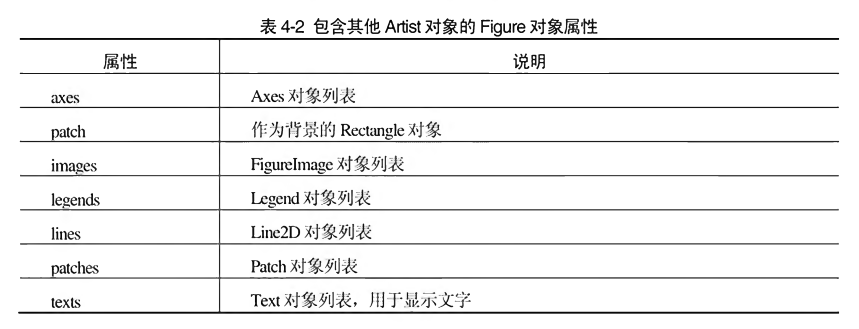 表 4-2 包含其他 Artist 对象的 Figure 对象属性
属性 说明
axes Axes 对象列表
patch 作为背景的 Rectangle 对象
images FigureImage 对象列表
legends Legend 对象列表
lines Line2D 对象列表
patches Patch 对象列表
texts Text 对象列表，用于显示文字